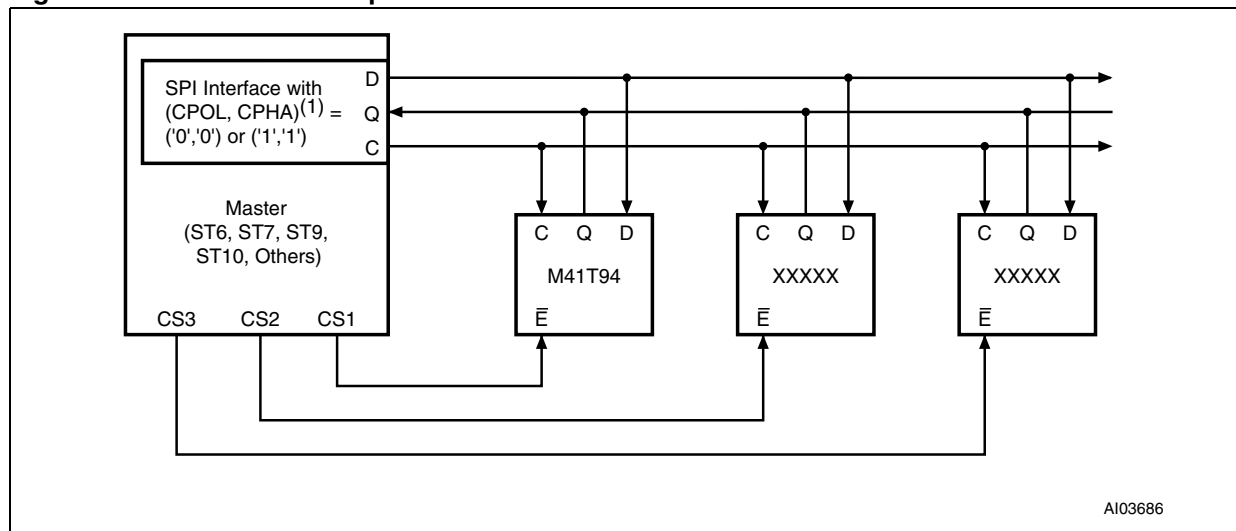 SPI Interface with
(CPOL, CPHA)(1) =
('0','0') or ('1','1')
D
Q
C
Master
(ST6, ST7, ST9,
ST10, Others)
CS3 CS2 CS1
C Q D
M41T94
E̅
C Q D
XXXXX
E̅
C Q D
XXXXX
E̅
AI03686